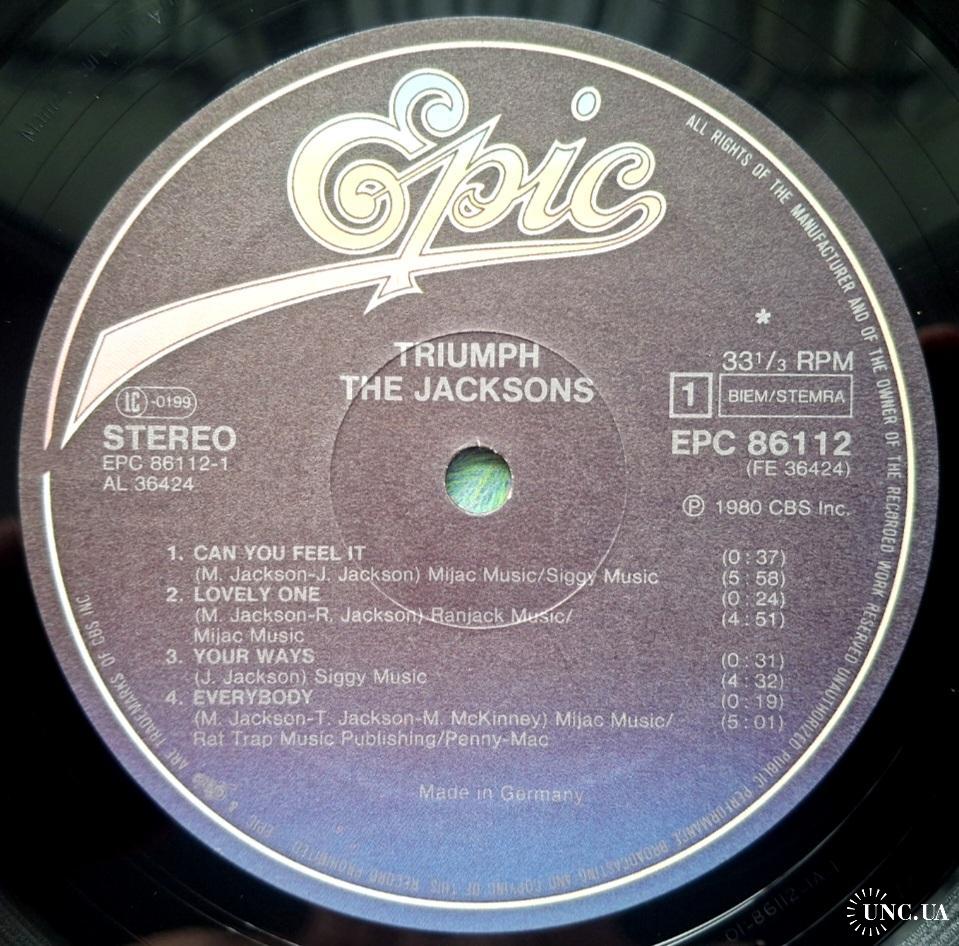 Epic
ALL RIGHTS OF THE MANUFACTURER AND OF THE OWNER OF THE RECORDED WORK RESERVED UNAUTHORIZED PUBLIC PERFORMANCE BROADCASTING AND COPYING OF THIS RECORD PROHIBITED
*
TRIUMPH
THE JACKSONS
LC -0199
STEREO
EPC 86112-1
AL 36424
33 1/3 RPM
1 BIEM/STEMRA
EPC 86112
(FE 36424)
℗ 1980 CBS Inc.
1. CAN YOU FEEL IT (0:37)
(M. Jackson-J. Jackson) Mijac Music/Siggy Music (5:58)
2. LOVELY ONE (0:24)
(M. Jackson-R. Jackson) Ranjack Music/ (4:51)
Mijac Music
3. YOUR WAYS (0:31)
(J. Jackson) Siggy Music (4:32)
4. EVERYBODY (0:19)
(M. Jackson-T. Jackson-M. McKinney) Mijac Music/ (5:01)
Rat Trap Music Publishing/Penny-Mac
Made in Germany
EPIC & Epic ARE TRADEMARKS OF CBS INC
UNC.UA